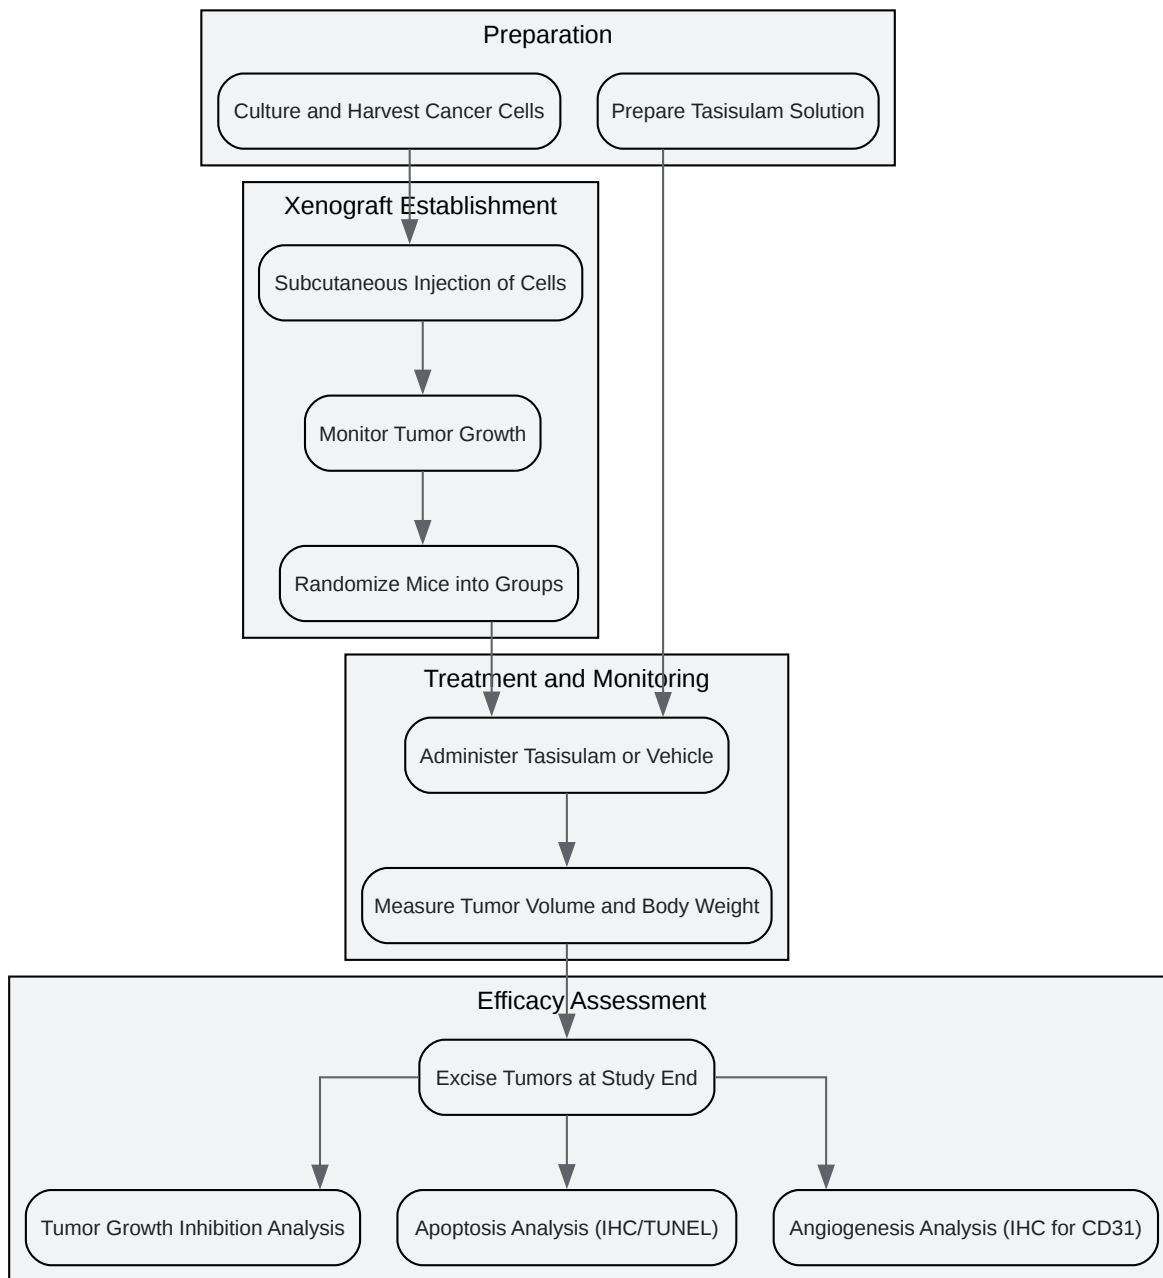 Preparation
Culture and Harvest Cancer Cells
Prepare Tasisulam Solution
Xenograft Establishment
Subcutaneous Injection of Cells
Monitor Tumor Growth
Randomize Mice into Groups
Treatment and Monitoring
Administer Tasisulam or Vehicle
Measure Tumor Volume and Body Weight
Efficacy Assessment
Excise Tumors at Study End
Tumor Growth Inhibition Analysis
Apoptosis Analysis (IHC/TUNEL)
Angiogenesis Analysis (IHC for CD31)